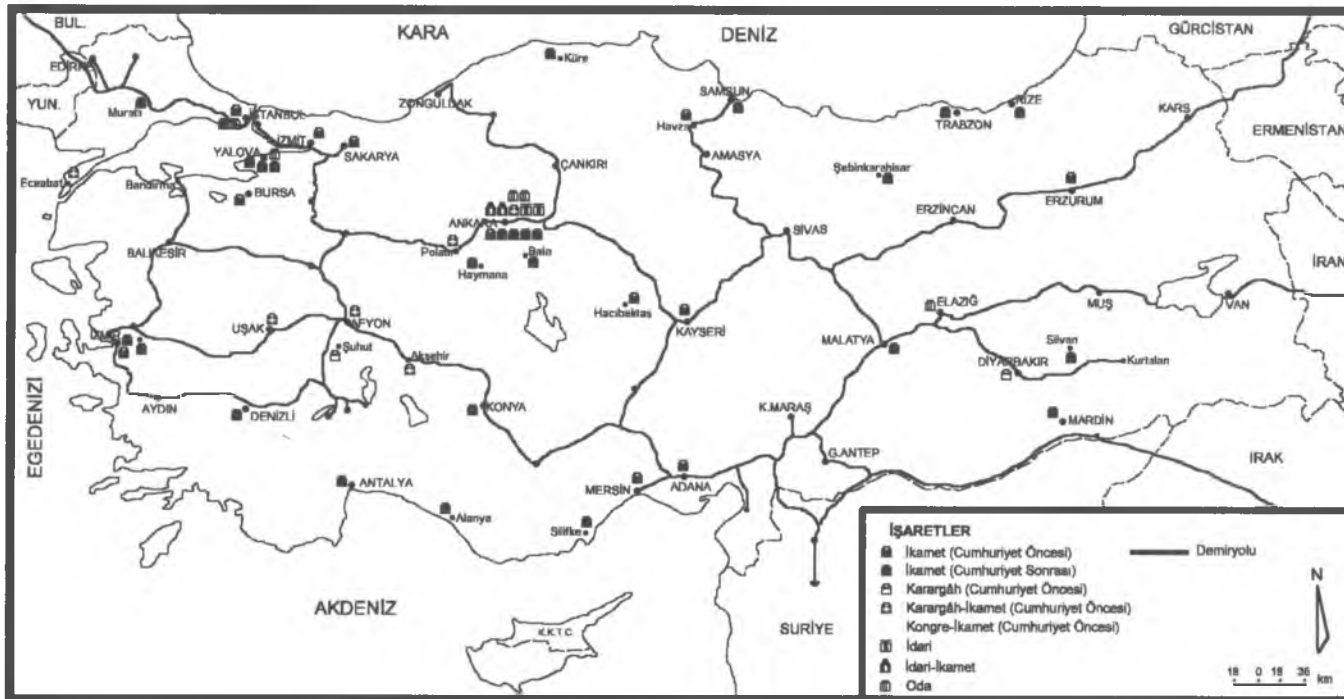 BUL.
KARA
DENİZ
GÜRCİSTAN
EDİRNE
Küre
YUN.
Muratlı
İSTANBUL
ZONGULDAK
SAMSUN
Havza
TRABZON
RİZE
KARS
ERMENİSTAN
İZMİT
YALOVA
SAKARYA
AMASYA
ÇANKIRI
Şebinkarahisar
Eceabat
Bandırma
BURSA
ERZURUM
ANKARA
ERZİNCAN
SİVAS
Polatlı
Bala
Haymana
BALIKESİR
İRAN
ELAZIĞ
MUŞ
VAN
Hacıbektaş
KAYSERİ
UŞAK
AFYON
İZMİR
MALATYA
Silvan
Şuhut
Akşehir
DİYARBAKIR
Kurtalan
EGEDENİZİ
AYDIN
DENİZLİ
KONYA
K.MARAŞ
MARDİN
G.ANTEP
IRAK
ANTALYA
MERSİN
ADANA
Alanya
Silifke
AKDENİZ
K.K.T.C.
SURİYE
İŞARETLER
İkamet (Cumhuriyet Öncesi)
Demiryolu
İkamet (Cumhuriyet Sonrası)
Karargâh (Cumhuriyet Öncesi)
Karargâh-İkamet (Cumhuriyet Öncesi)
Kongre-İkamet (Cumhuriyet Öncesi)
İdari
İdari-İkamet
Oda
N
18 0 18 36 km